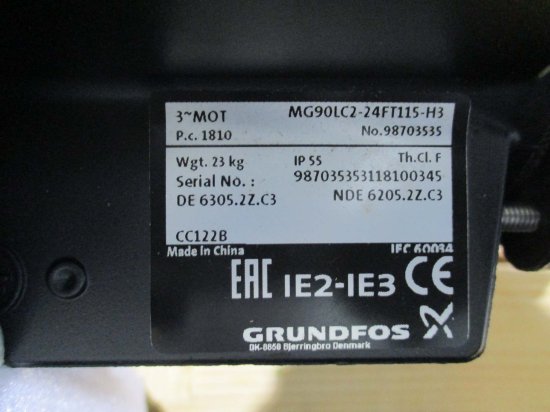 3~MOT MG90LC2-24FT115-H3
P.c. 1810 No.98703535
Wgt. 23 kg IP 55 Th.Cl. F
Serial No.: 987035353118100345
DE 6305.2Z.C3 NDE 6205.2Z.C3
CC122B
Made in China IEC 60034
EAC IE2-IE3 CE
GRUNDFOS
DK-8850 Bjerringbro Denmark